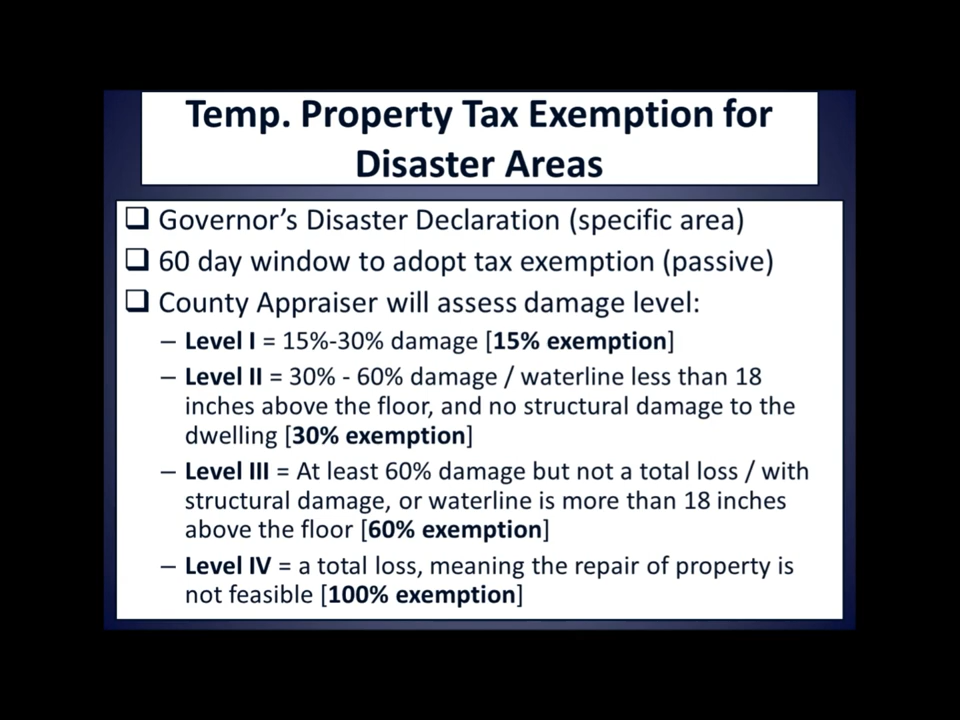 Temp. Property Tax Exemption for
Disaster Areas
❑ Governor’s Disaster Declaration (specific area)
❑ 60 day window to adopt tax exemption (passive)
❑ County Appraiser will assess damage level:
– Level I = 15%-30% damage [15% exemption]
– Level II = 30% - 60% damage / waterline less than 18
inches above the floor, and no structural damage to the
dwelling [30% exemption]
– Level III = At least 60% damage but not a total loss / with
structural damage, or waterline is more than 18 inches
above the floor [60% exemption]
– Level IV = a total loss, meaning the repair of property is
not feasible [100% exemption]